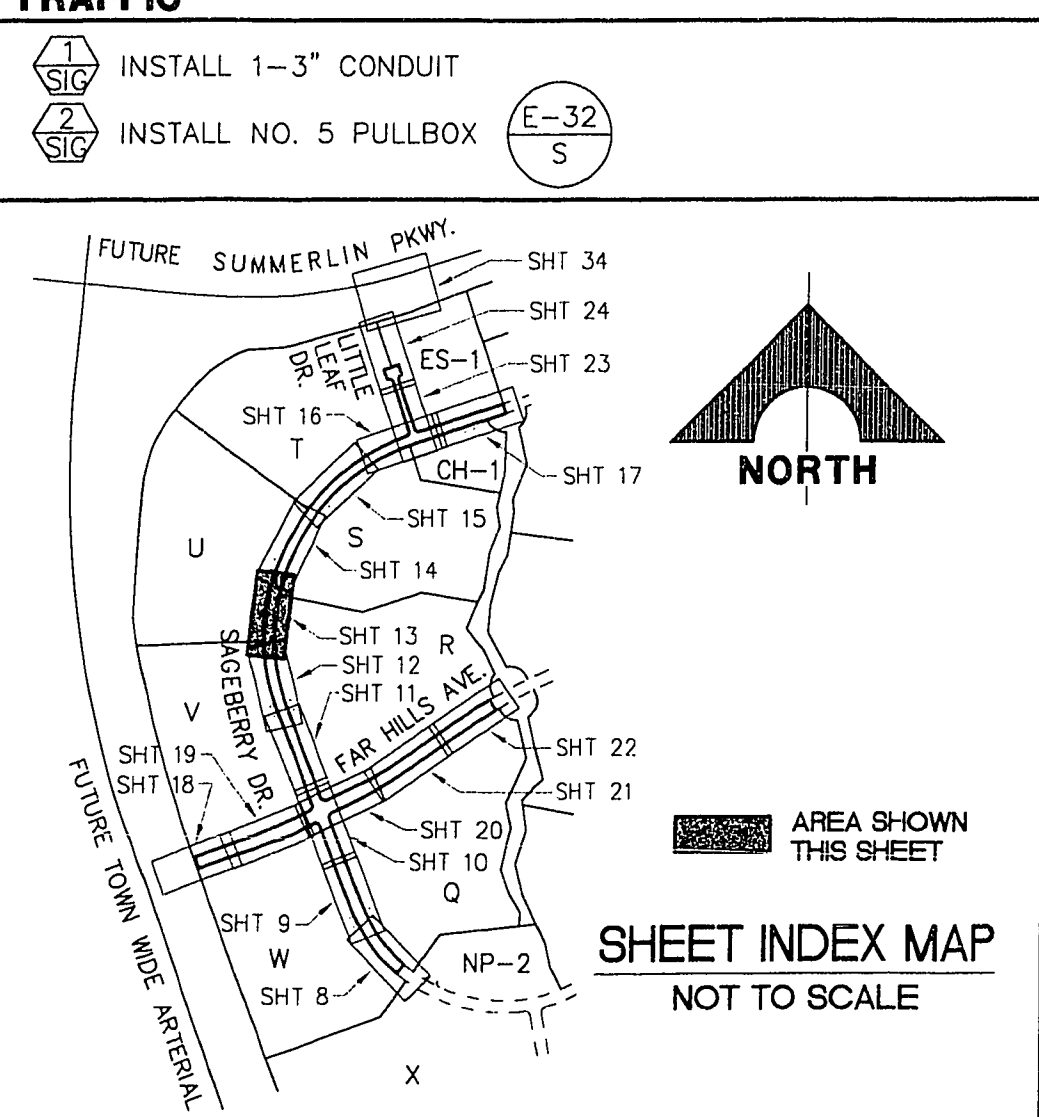 TRAFFIC
1
SIG
INSTALL 1-3" CONDUIT
2
SIG
INSTALL NO. 5 PULLBOX
E-32
S
FUTURE SUMMERLIN PKWY.
SHT 34
SHT 24
LITTLE
LEAF
DR.
ES-1
SHT 23
SHT 16
T
CH-1
SHT 17
NORTH
SHT 15
U
S
SHT 14
SHT 13
R
SAGEBERRY DR.
SHT 12
SHT 11
V
FAR HILLS AVE.
SHT 19
SHT 18
SHT 22
SHT 21
SHT 20
SHT 10
AREA SHOWN
THIS SHEET
FUTURE TOWN WIDE ARTERIAL
Q
SHT 9
W
NP-2
SHT 8
X
SHEET INDEX MAP
NOT TO SCALE